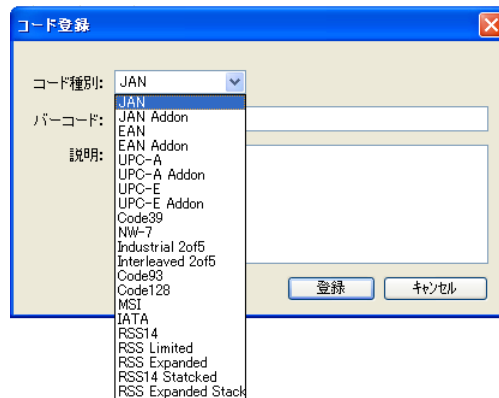 コード登録
コード種別: JAN
JAN
バーコード:
JAN Addon
EAN
EAN Addon
説明:
UPC-A
UPC-A Addon
UPC-E
UPC-E Addon
Code39
NW-7
Industrial 2of5
Interleaved 2of5
Code93
Code128
登録 キャンセル
MSI
IATA
RSS14
RSS Limited
RSS Expanded
RSS14 Statcked
RSS Expanded Stack